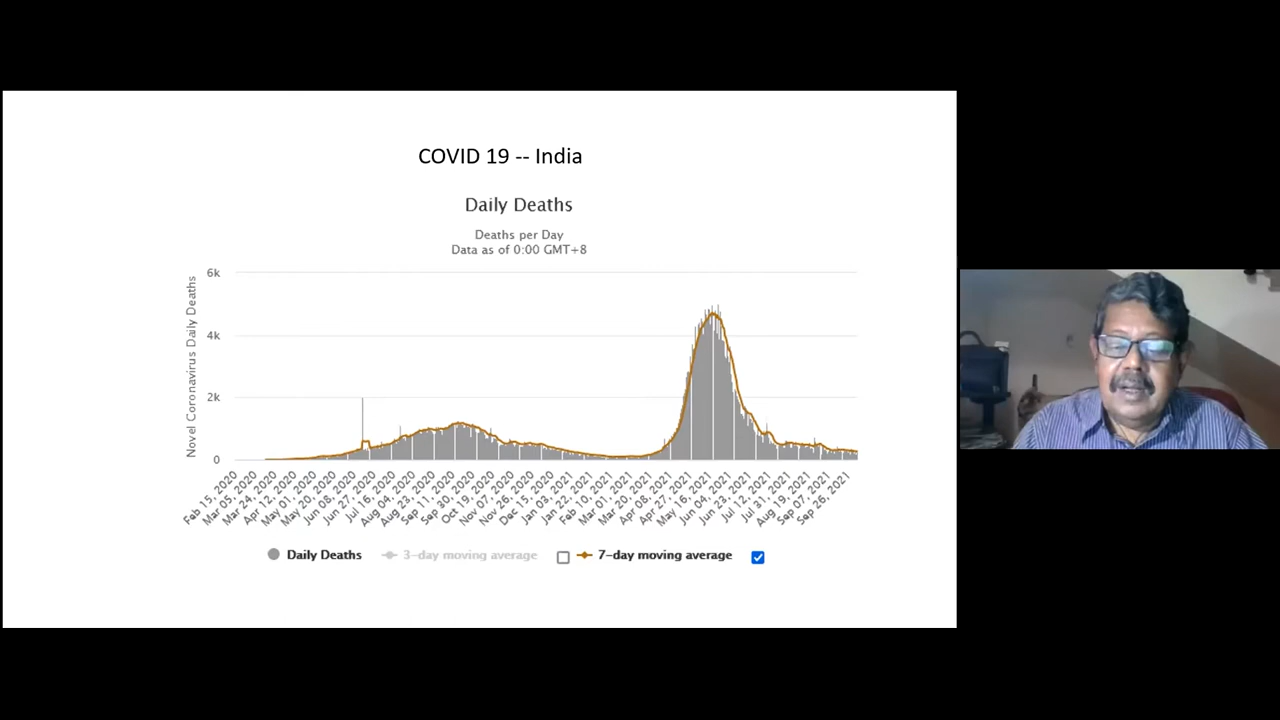 COVID 19 -- India
Daily Deaths
Deaths per Day
Data as of 0:00 GMT+8
Novel Coronavirus Daily Deaths
6k
4k
2k
0
Feb 15, 2020
Mar 05, 2020
Mar 24, 2020
Apr 12, 2020
May 01, 2020
May 20, 2020
Jun 08, 2020
Jun 27, 2020
Jul 16, 2020
Aug 04, 2020
Aug 23, 2020
Sep 11, 2020
Sep 30, 2020
Oct 19, 2020
Nov 07, 2020
Nov 26, 2020
Dec 15, 2020
Jan 03, 2021
Jan 22, 2021
Feb 10, 2021
Mar 01, 2021
Mar 20, 2021
Apr 08, 2021
Apr 27, 2021
May 16, 2021
Jun 04, 2021
Jun 23, 2021
Jul 12, 2021
Jul 31, 2021
Aug 19, 2021
Sep 07, 2021
Sep 26, 2021
Daily Deaths 3-day moving average 7-day moving average